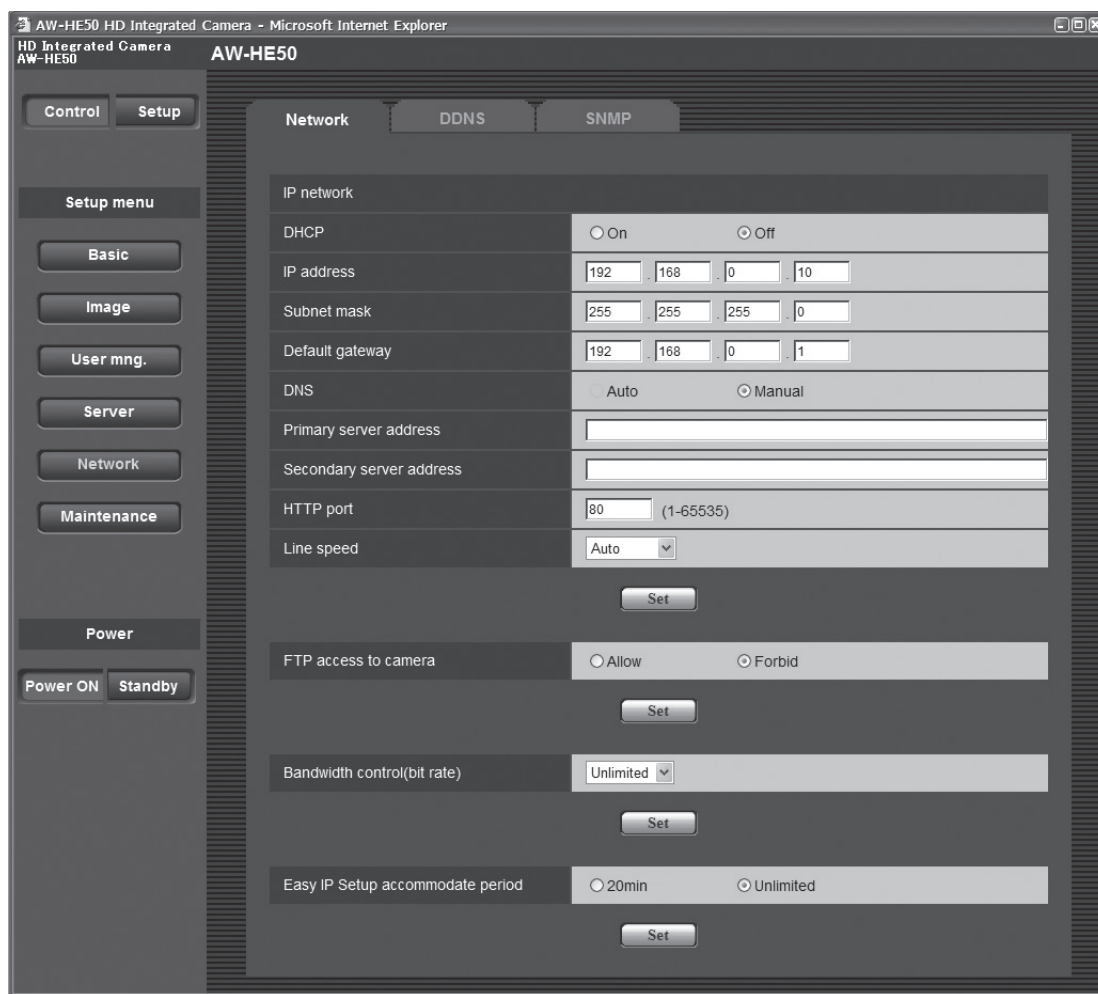 AW-HE50 HD Integrated Camera - Microsoft Internet Explorer
HD Integrated Camera
AW-HE50
AW-HE50
Control Setup
Setup menu
Basic
Image
User mng.
Server
Network
Maintenance
Power
Power ON Standby
Network DDNS SNMP
IP network
DHCP On Off
IP address 192 . 168 . 0 . 10
Subnet mask 255 . 255 . 255 . 0
Default gateway 192 . 168 . 0 . 1
DNS Auto Manual
Primary server address
Secondary server address
HTTP port 80 (1-65535)
Line speed Auto
Set
FTP access to camera Allow Forbid
Set
Bandwidth control(bit rate) Unlimited
Set
Easy IP Setup accommodate period 20min Unlimited
Set